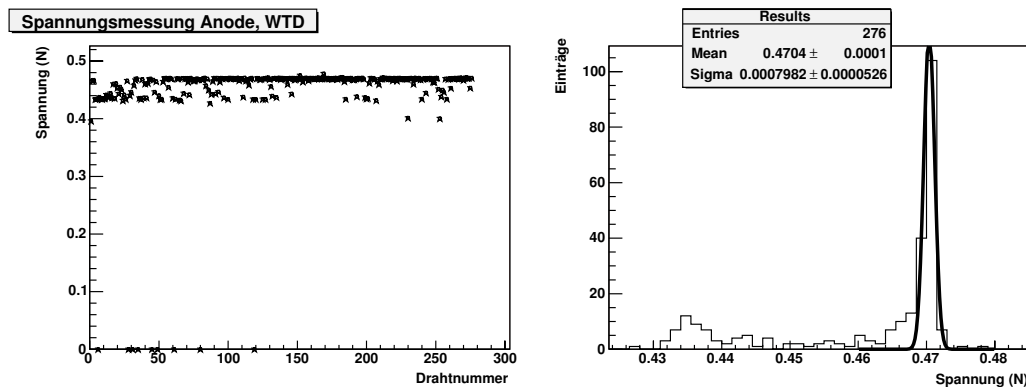 Spannungsmessung Anode, WTD
Spannung (N)
0.5
0.4
0.3
0.2
0.1
0
0 50 100 150 200 250 300
Drahtnummer
Results
Entries 276
Mean 0.4704 ± 0.0001
Sigma 0.0007982 ± 0.0000526
Einträge
100
80
60
40
20
0
0.43 0.44 0.45 0.46 0.47 0.48
Spannung (N)